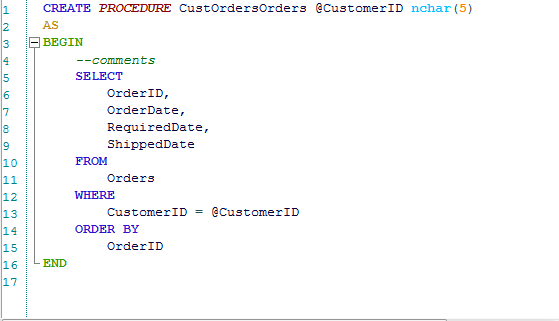 1 CREATE PROCEDURE CustOrdersOrders @CustomerID nchar(5)
2 AS
3 BEGIN
4 --comments
5 SELECT
6 OrderID,
7 OrderDate,
8 RequiredDate,
9 ShippedDate
10 FROM
11 Orders
12 WHERE
13 CustomerID = @CustomerID
14 ORDER BY
15 OrderID
16 END
17